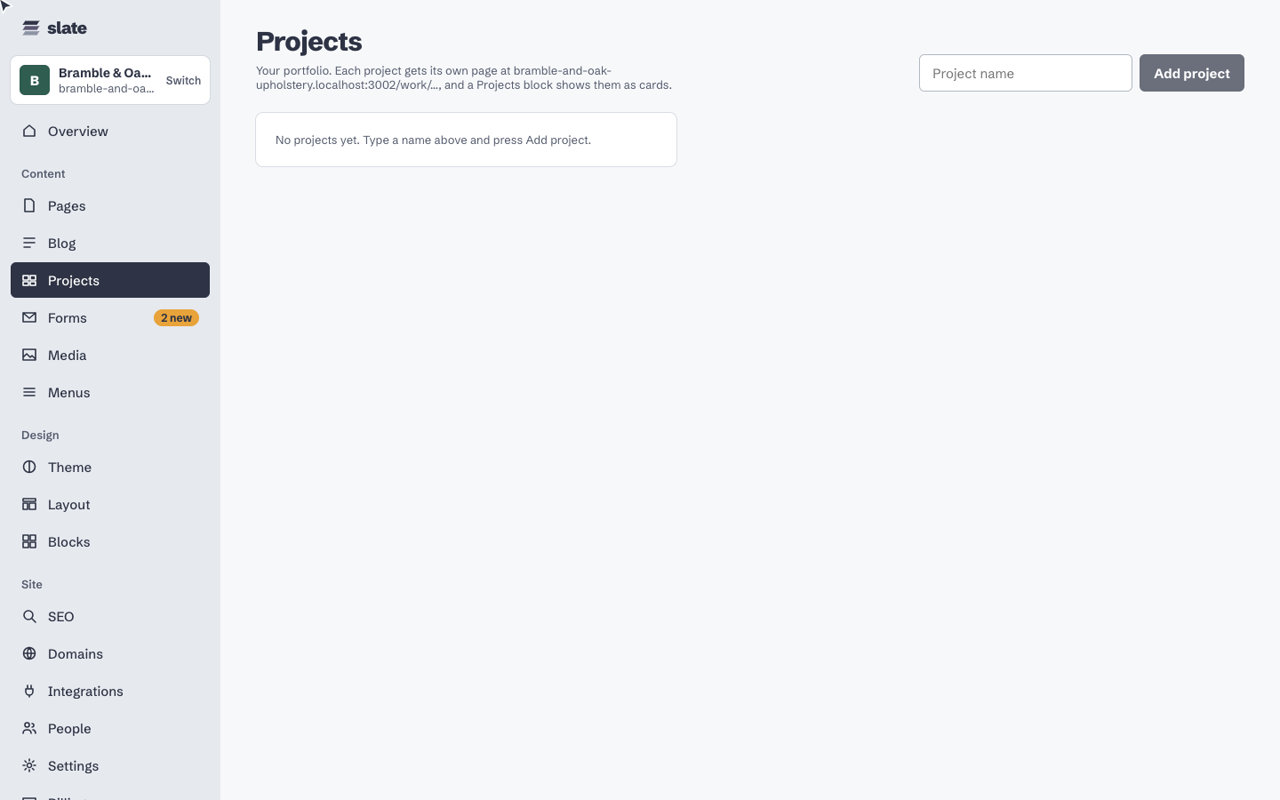 slate
B
Bramble & Oa...
bramble-and-oa...
Switch
Overview
Content
Pages
Blog
Projects
Forms
2 new
Media
Menus
Design
Theme
Layout
Blocks
Site
SEO
Domains
Integrations
People
Settings
Projects
Your portfolio. Each project gets its own page at bramble-and-oak-
upholstery.localhost:3002/work/..., and a Projects block shows them as cards.
Project name
Add project
No projects yet. Type a name above and press Add project.